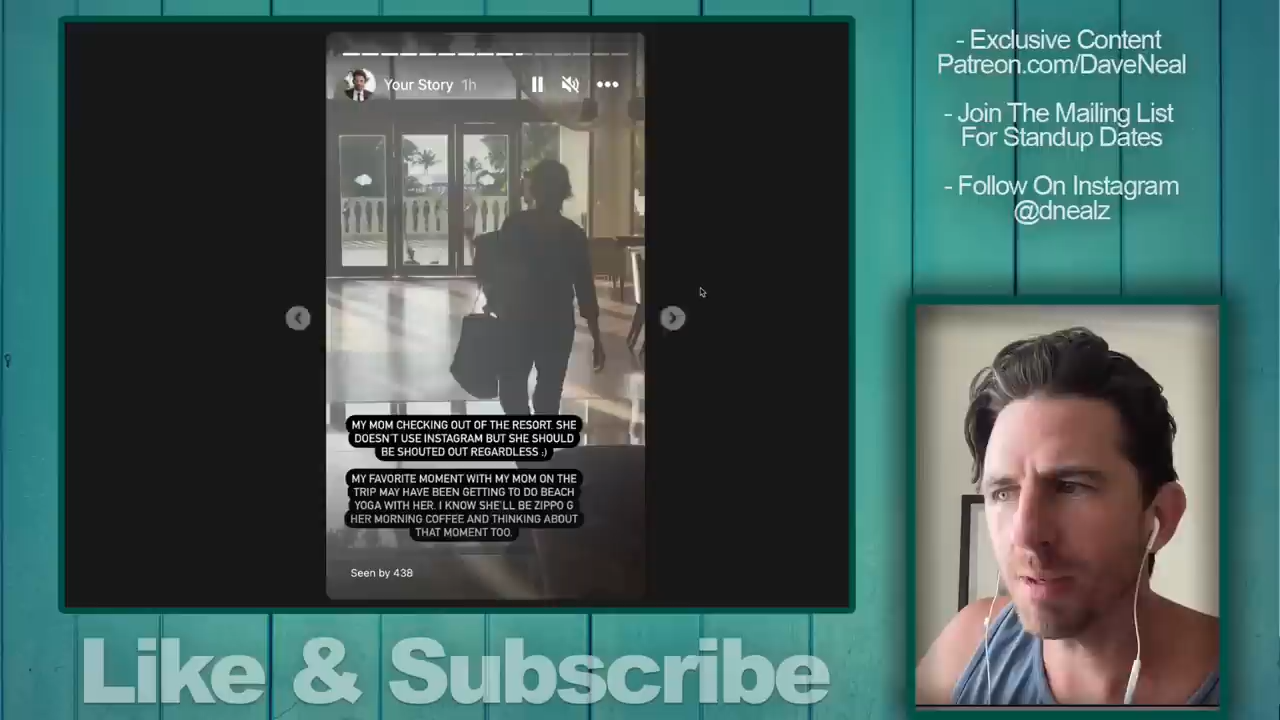 Your Story 1h
MY MOM CHECKING OUT OF THE RESORT. SHE
DOESN'T USE INSTAGRAM BUT SHE SHOULD
BE SHOUTED OUT REGARDLESS :)
MY FAVORITE MOMENT WITH MY MOM ON THE
TRIP MAY HAVE BEEN GETTING TO DO BEACH
YOGA WITH HER. I KNOW SHE'LL BE ZIPPO G
HER MORNING COFFEE AND THINKING ABOUT
THAT MOMENT TOO.
Seen by 438
- Exclusive Content
Patreon.com/DaveNeal
- Join The Mailing List
For Standup Dates
- Follow On Instagram
@dnealz
Like & Subscribe